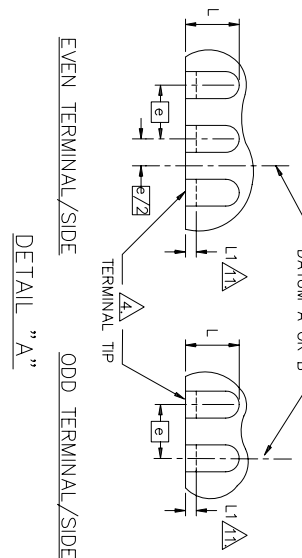 DATUM A OR B
L
L
e
e/2
L1 11.
e
L1 11.
4.
TERMINAL TIP
EVEN TERMINAL/SIDE
ODD TERMINAL/SIDE
DETAIL "A"